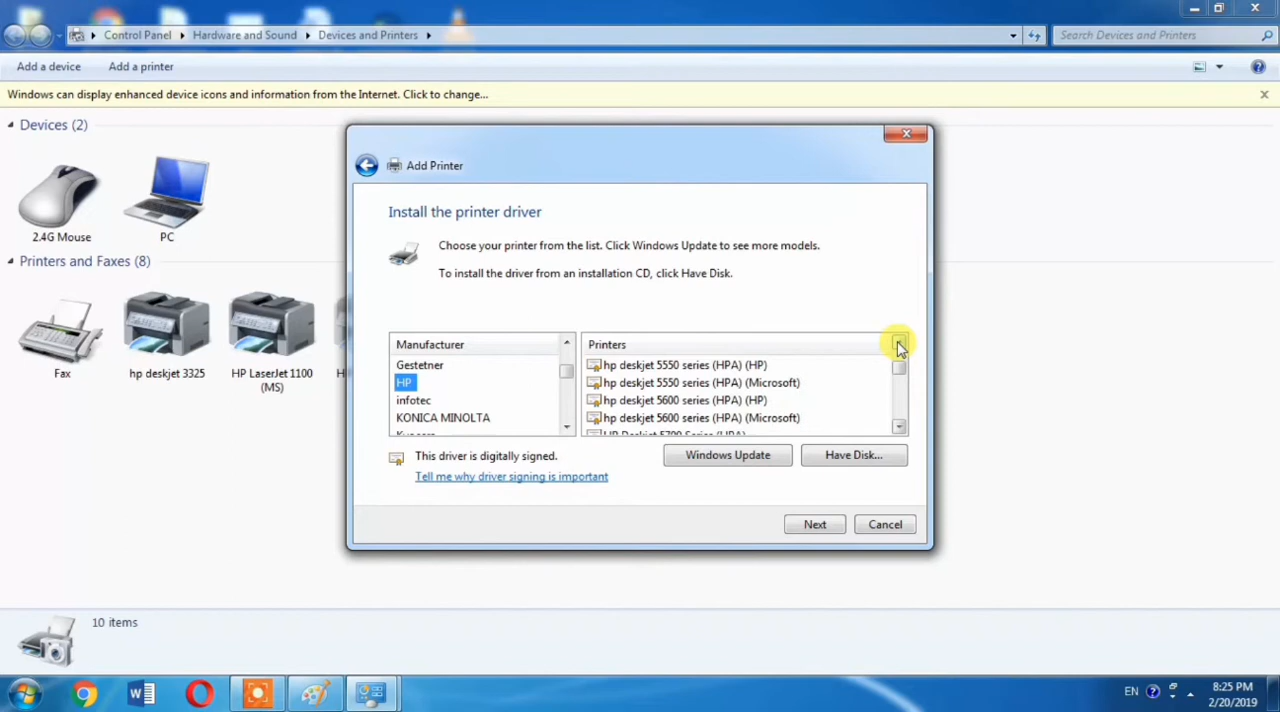 Control Panel
Hardware and Sound
Devices and Printers
Search Devices and Printers
Add a device
Add a printer
Windows can display enhanced device icons and information from the Internet. Click to change...
Devices (2)
2.4G Mouse
PC
Printers and Faxes (8)
Fax
hp deskjet 3325
HP LaserJet 1100
(MS)
Add Printer
Install the printer driver
Choose your printer from the list. Click Windows Update to see more models.
To install the driver from an installation CD, click Have Disk.
Manufacturer
Gestetner
HP
infotec
KONICA MINOLTA
Kyocera
Printers
hp deskjet 5550 series (HPA) (HP)
hp deskjet 5550 series (HPA) (Microsoft)
hp deskjet 5600 series (HPA) (HP)
hp deskjet 5600 series (HPA) (Microsoft)
HP Deskjet 5700 Series (HPA)
This driver is digitally signed.
Tell me why driver signing is important
Windows Update
Have Disk...
Next
Cancel
10 items
EN
8:25 PM
2/20/2019